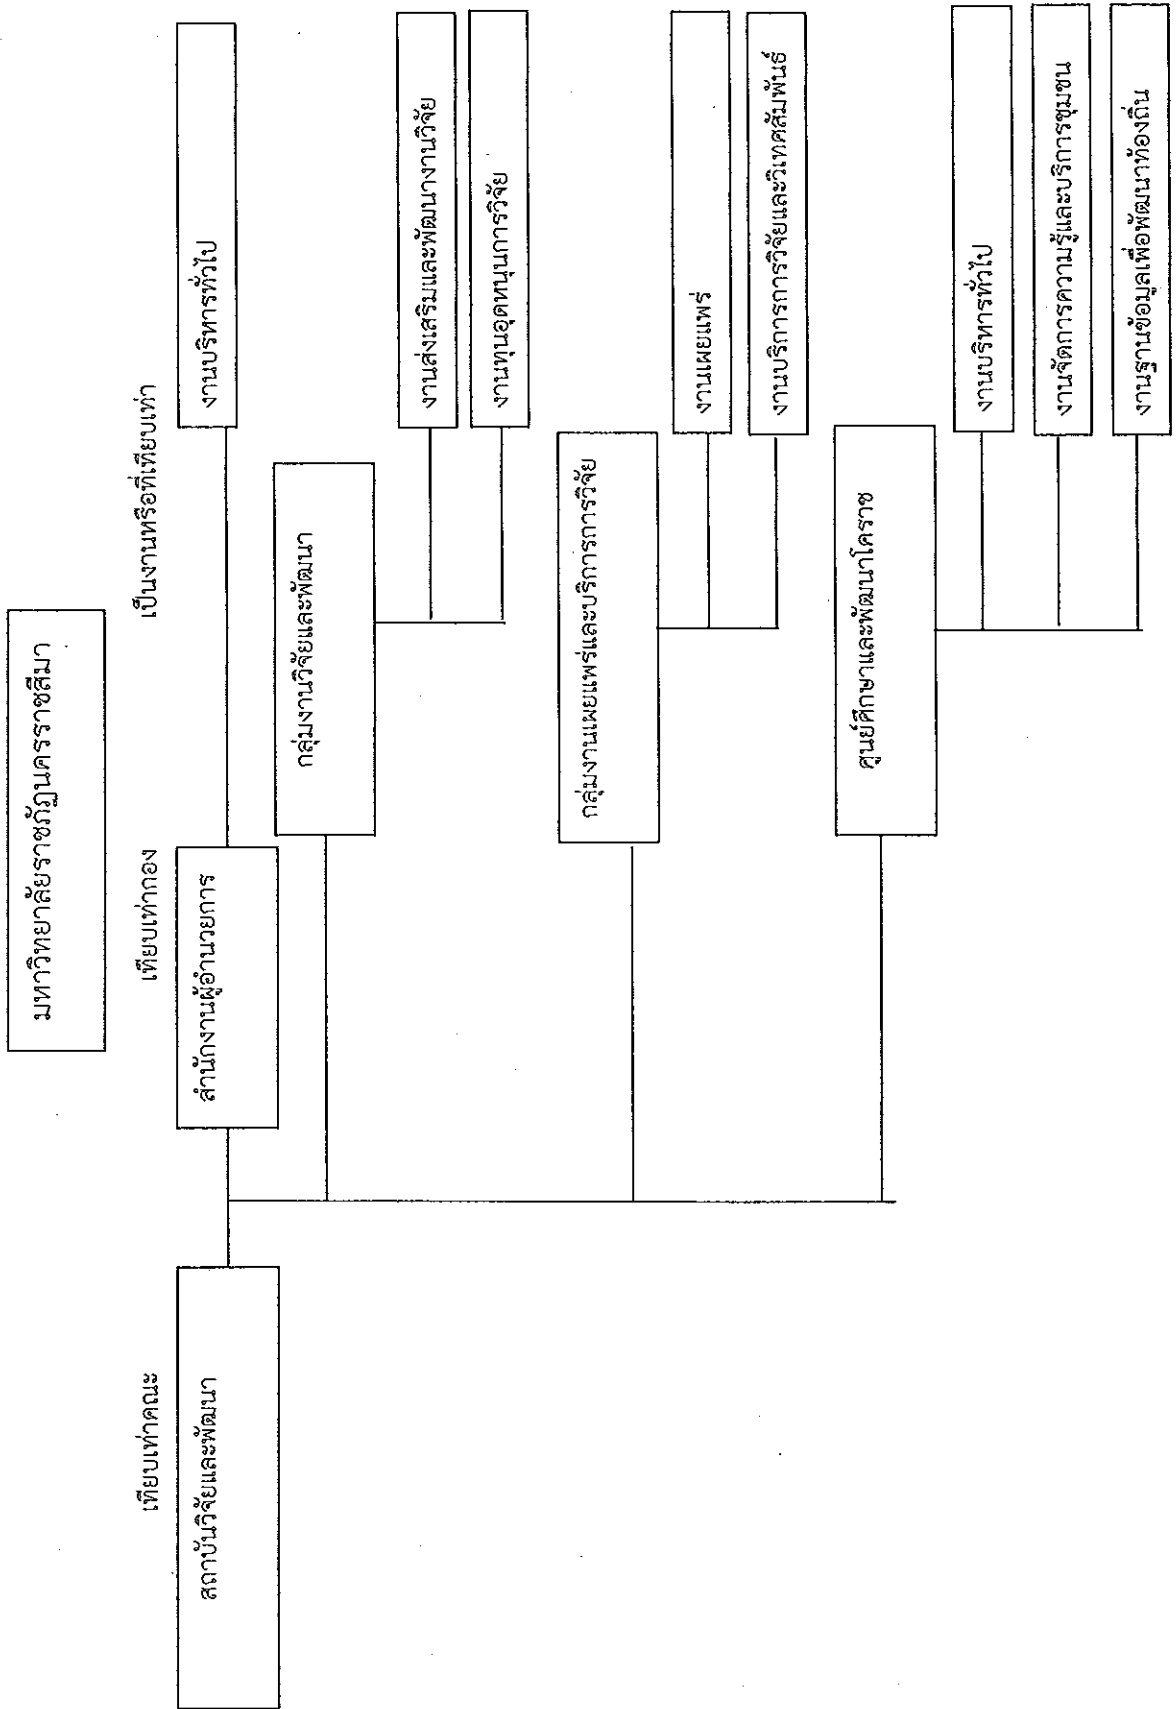 มหาวิทยาลัยราชภัฏนครราชสีมา
เทียบเท่าคณะ
เทียบเท่ากอง
เป็นงานหรือที่เทียบเท่า
สถาบันวิจัยและพัฒนา
สำนักงานผู้อำนวยการ
งานบริหารทั่วไป
กลุ่มงานวิจัยและพัฒนา
งานส่งเสริมและพัฒนางานวิจัย
งานทุนอุดหนุนการวิจัย
กลุ่มงานเผยแพร่และบริการการวิจัย
งานเผยแพร่
งานบริการการวิจัยและวิเทศสัมพันธ์
ศูนย์ศึกษาและพัฒนาโคราช
งานบริหารทั่วไป
งานจัดการความรู้และบริการชุมชน
งานฐานข้อมูลเพื่อพัฒนาท้องถิ่น